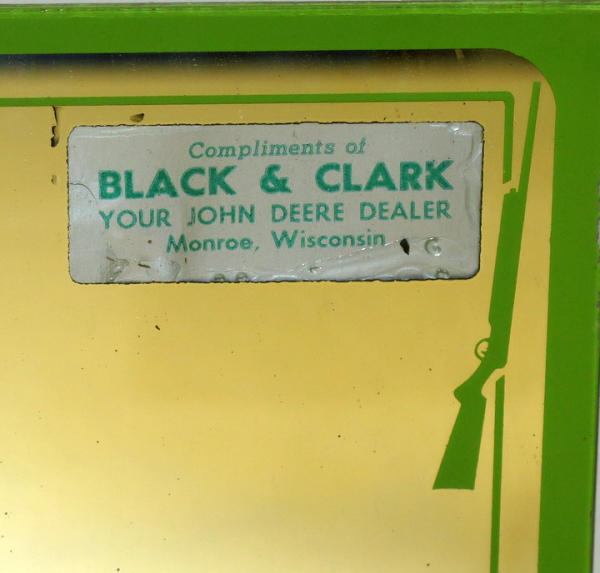 Compliments of
BLACK & CLARK
YOUR JOHN DEERE DEALER
Monroe, Wisconsin